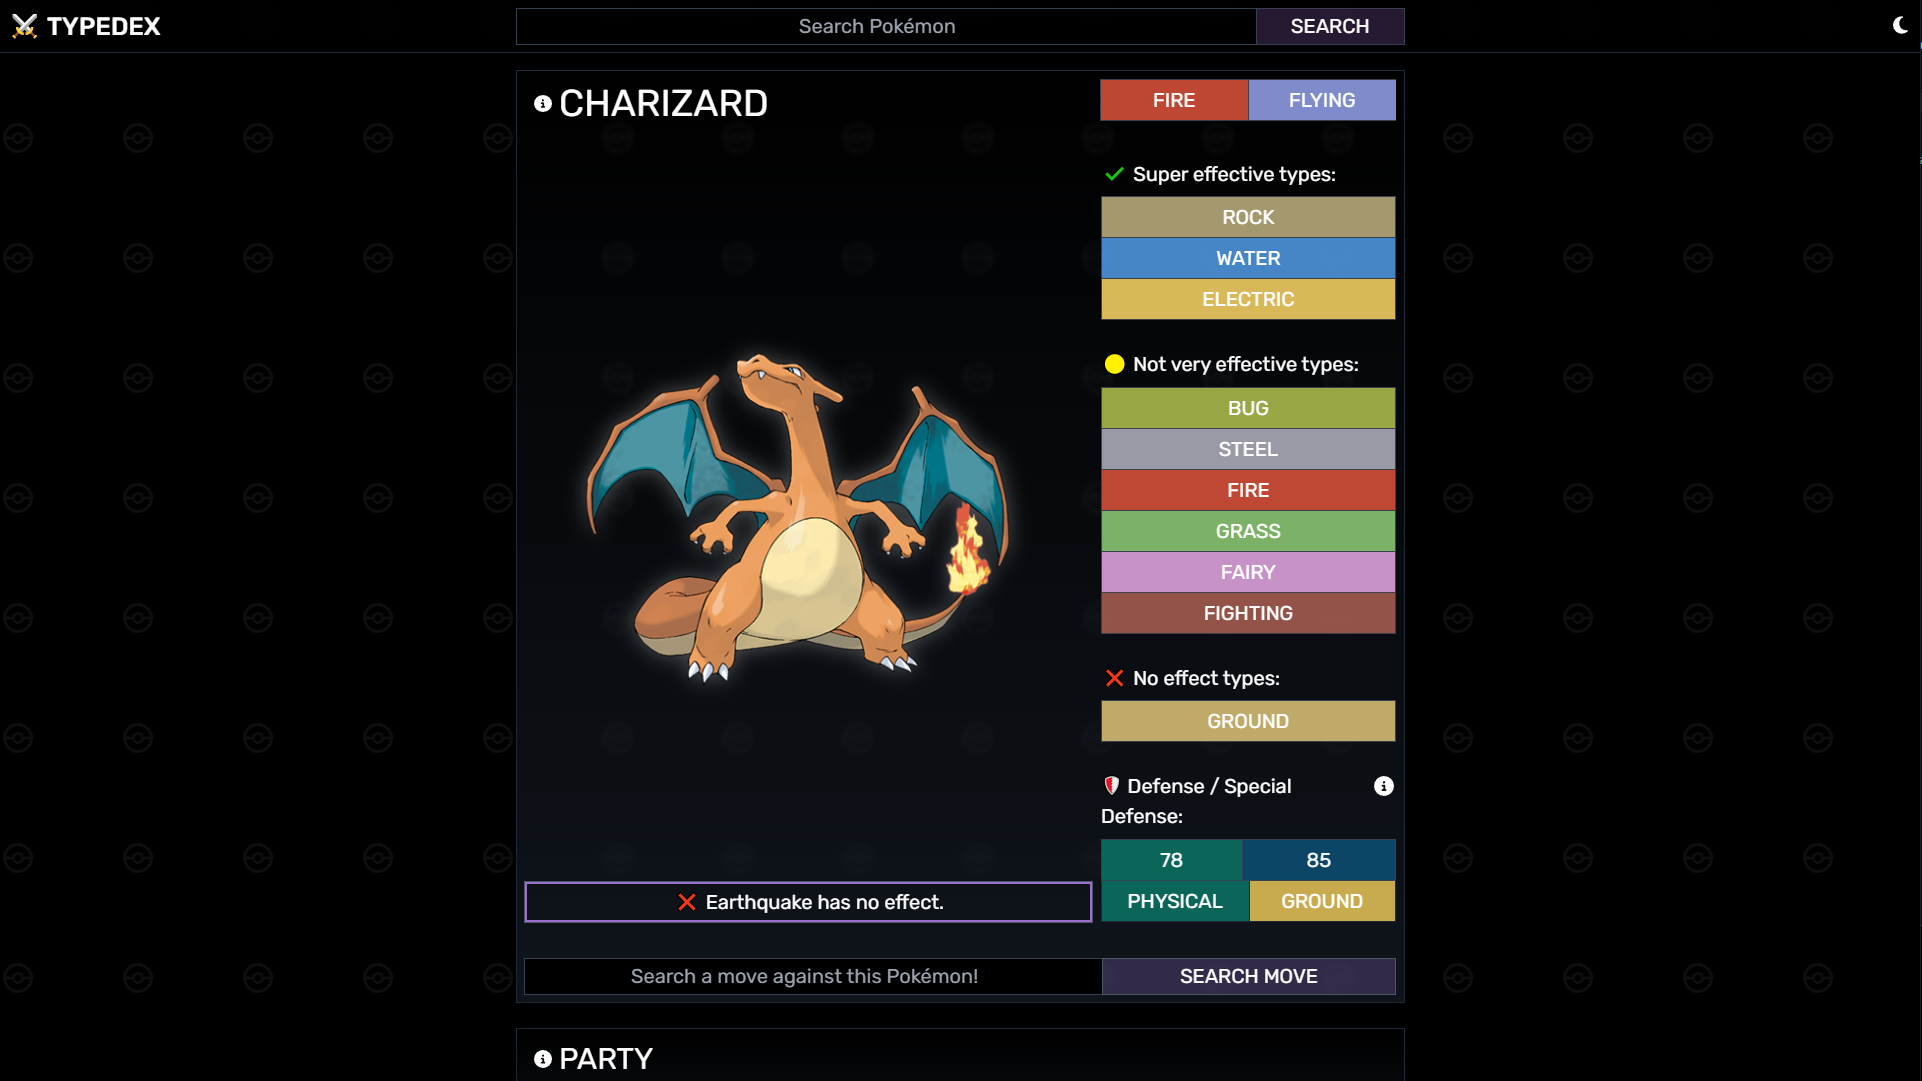 TYPEDEX
Search Pokémon
SEARCH
CHARIZARD
FIRE
FLYING
Super effective types:
ROCK
WATER
ELECTRIC
Not very effective types:
BUG
STEEL
FIRE
GRASS
FAIRY
FIGHTING
No effect types:
GROUND
Defense / Special
Defense:
78
85
Earthquake has no effect.
PHYSICAL
GROUND
Search a move against this Pokémon!
SEARCH MOVE
PARTY